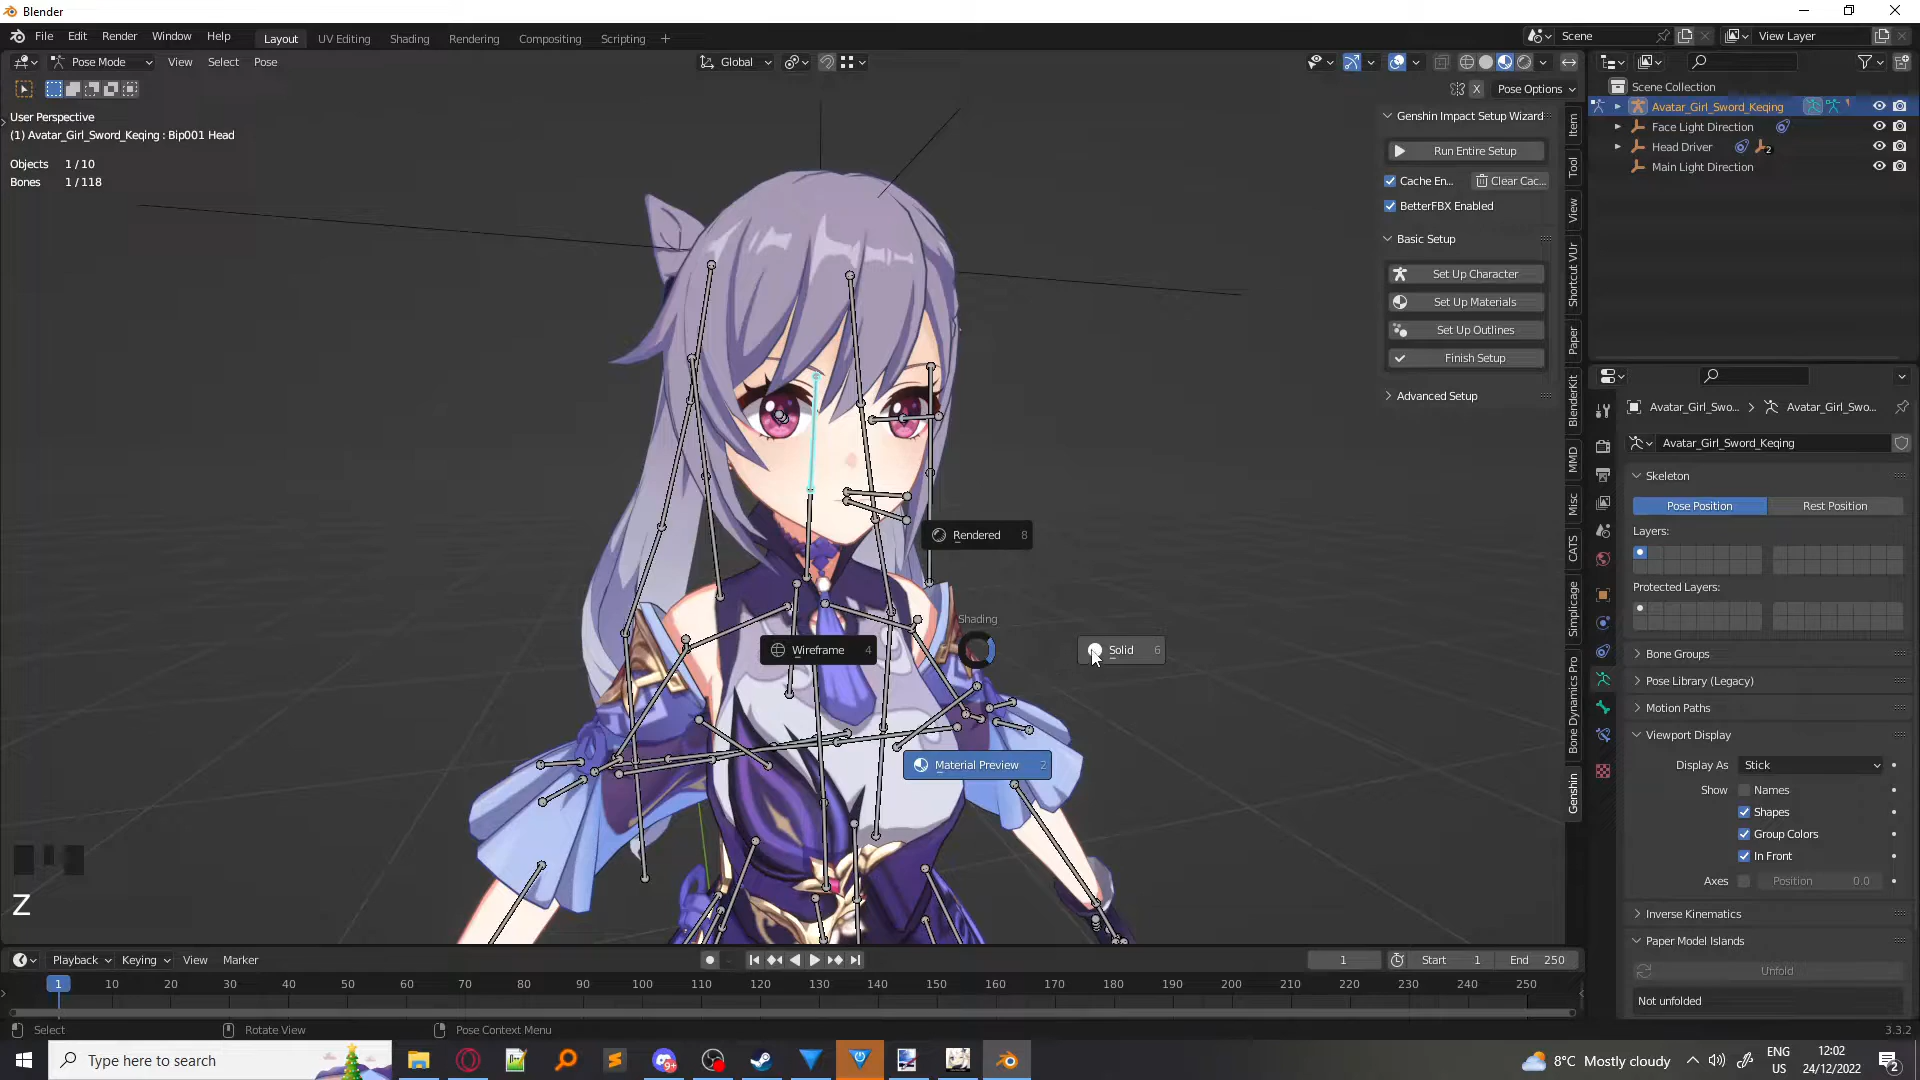 Blender
File Edit Render Window Help
Layout UV Editing Shading Rendering Compositing Scripting +
Scene View Layer
Pose Mode View Select Pose
Global
X Pose Options
User Perspective
(1) Avatar_Girl_Sword_Keqing : Bip001 Head
Objects 1 / 10
Bones 1 / 118
Genshin Impact Setup Wizard
Run Entire Setup
Cache En... Clear Cac...
BetterFBX Enabled
Basic Setup
Set Up Character
Set Up Materials
Set Up Outlines
Finish Setup
Advanced Setup
Item
Tool
View
Shortcut VUr
Paper
BlenderKit
MMD
Misc
CATS
Simplicage
Bone Dynamics Pro
Genshin
Scene Collection
Avatar_Girl_Sword_Keqing
Face Light Direction
Head Driver 2
Main Light Direction
Avatar_Girl_Swo... > Avatar_Girl_Swo...
Avatar_Girl_Sword_Keqing
Skeleton
Pose Position Rest Position
Layers:
Protected Layers:
Bone Groups
Pose Library (Legacy)
Motion Paths
Viewport Display
Display As Stick
Show Names
Shapes
Group Colors
In Front
Axes Position 0.0
Inverse Kinematics
Paper Model Islands
Unfold
Not unfolded
Rendered 8
Shading
Wireframe 4
Solid 6
Material Preview 2
Z
Playback Keying View Marker
1 Start 1 End 250
1 10 20 30 40 50 60 70 80 90 100 110 120 130 140 150 160 170 180 190 200 210 220 230 240 250
Select Rotate View Pose Context Menu
3.3.2
Type here to search
9+
8°C Mostly cloudy
ENG
US
12:02
24/12/2022
2